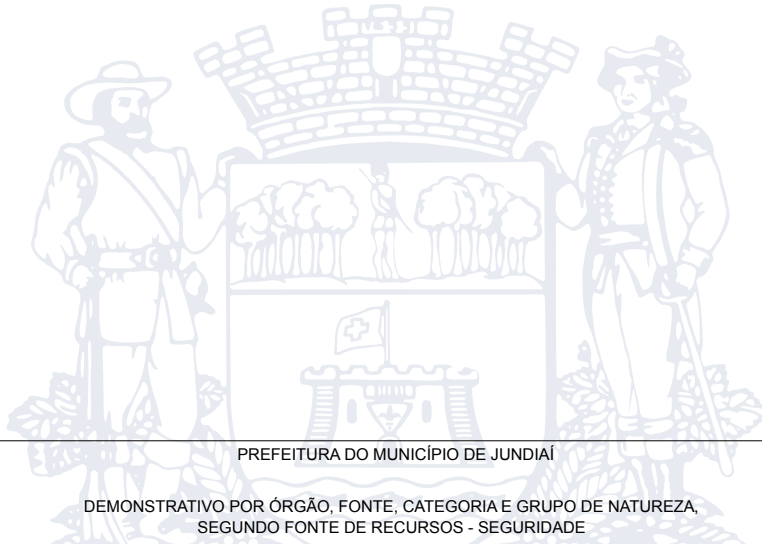 PREFEITURA DO MUNICÍPIO DE JUNDIAÍ
DEMONSTRATIVO POR ÓRGÃO, FONTE, CATEGORIA E GRUPO DE NATUREZA,
SEGUNDO FONTE DE RECURSOS - SEGURIDADE